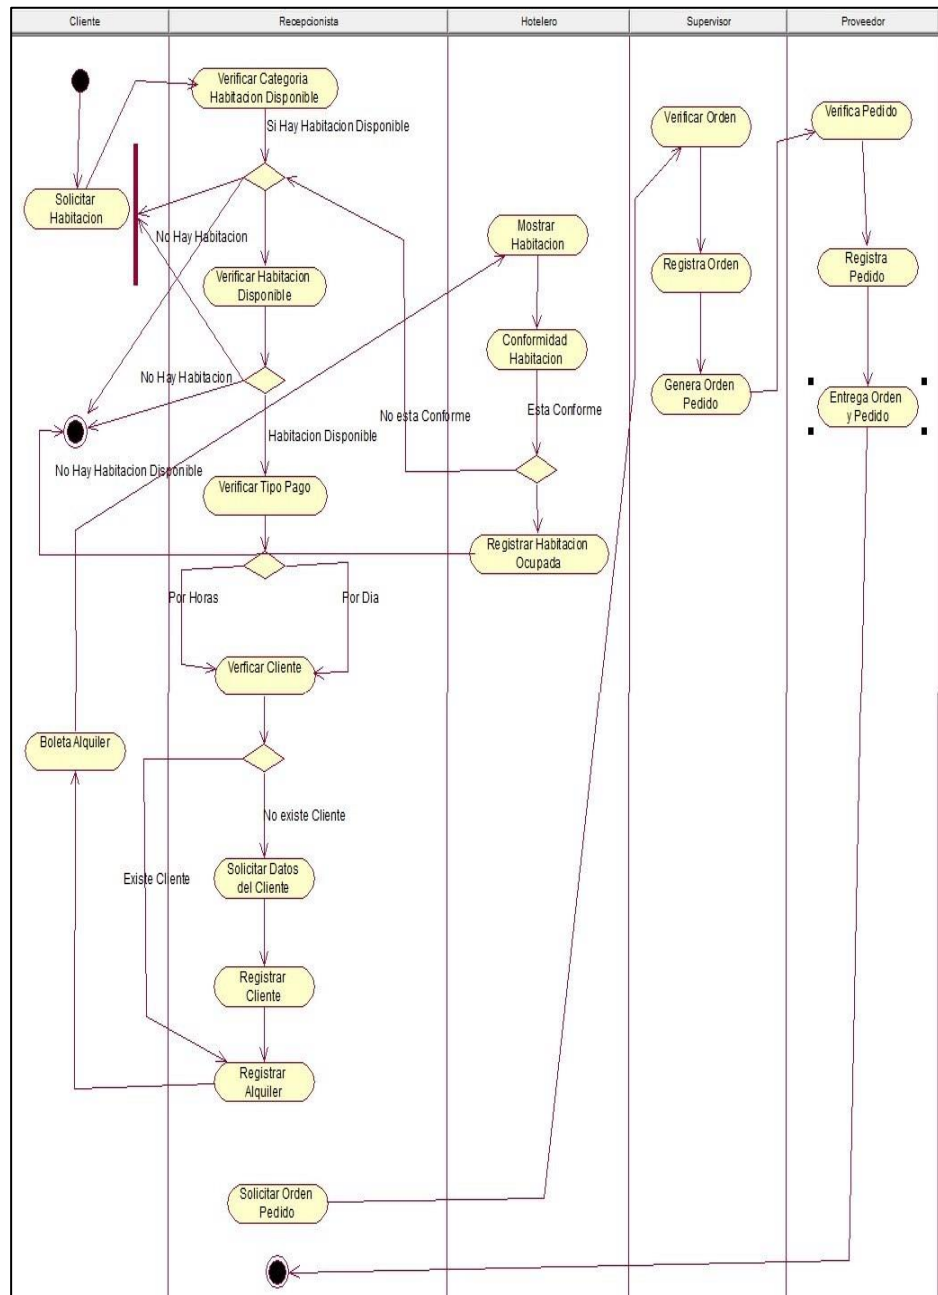 Cliente
Recepcionista
Hotelero
Supervisor
Proveedor
Verificar Categoria
Habitacion Disponible
Si Hay Habitacion Disponible
Solicitar
Habitacion
No Hay Habitacion
Verificar Habitacion
Disponible
No Hay Habitacion
Habitacion Disponible
No Hay Habitacion Disponible
Verificar Tipo Pago
Por Horas
Por Dia
Verficar Cliente
Boleta Alquiler
No existe Cliente
Existe Cliente
Solicitar Datos
del Cliente
Registrar
Cliente
Registrar
Alquiler
Solicitar Orden
Pedido
Mostrar
Habitacion
Conformidad
Habitacion
No esta Conforme
Esta Conforme
Registrar Habitacion
Ocupada
Verificar Orden
Registra Orden
Genera Orden
Pedido
Verifica Pedido
Registra
Pedido
Entrega Orden
y Pedido